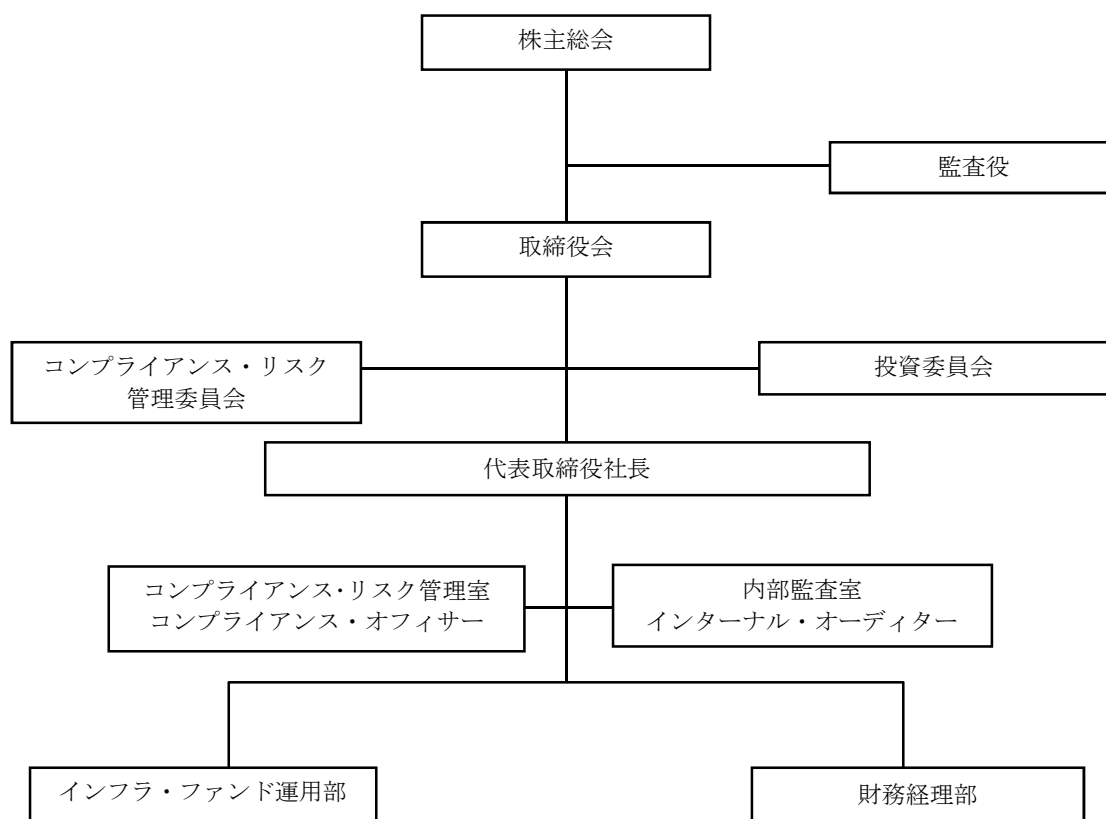 株主総会
監査役
取締役会
コンプライアンス・リスク
管理委員会
投資委員会
代表取締役社長
コンプライアンス・リスク管理室
コンプライアンス・オフィサー
内部監査室
インターナル・オーディター
インフラ・ファンド運用部
財務経理部